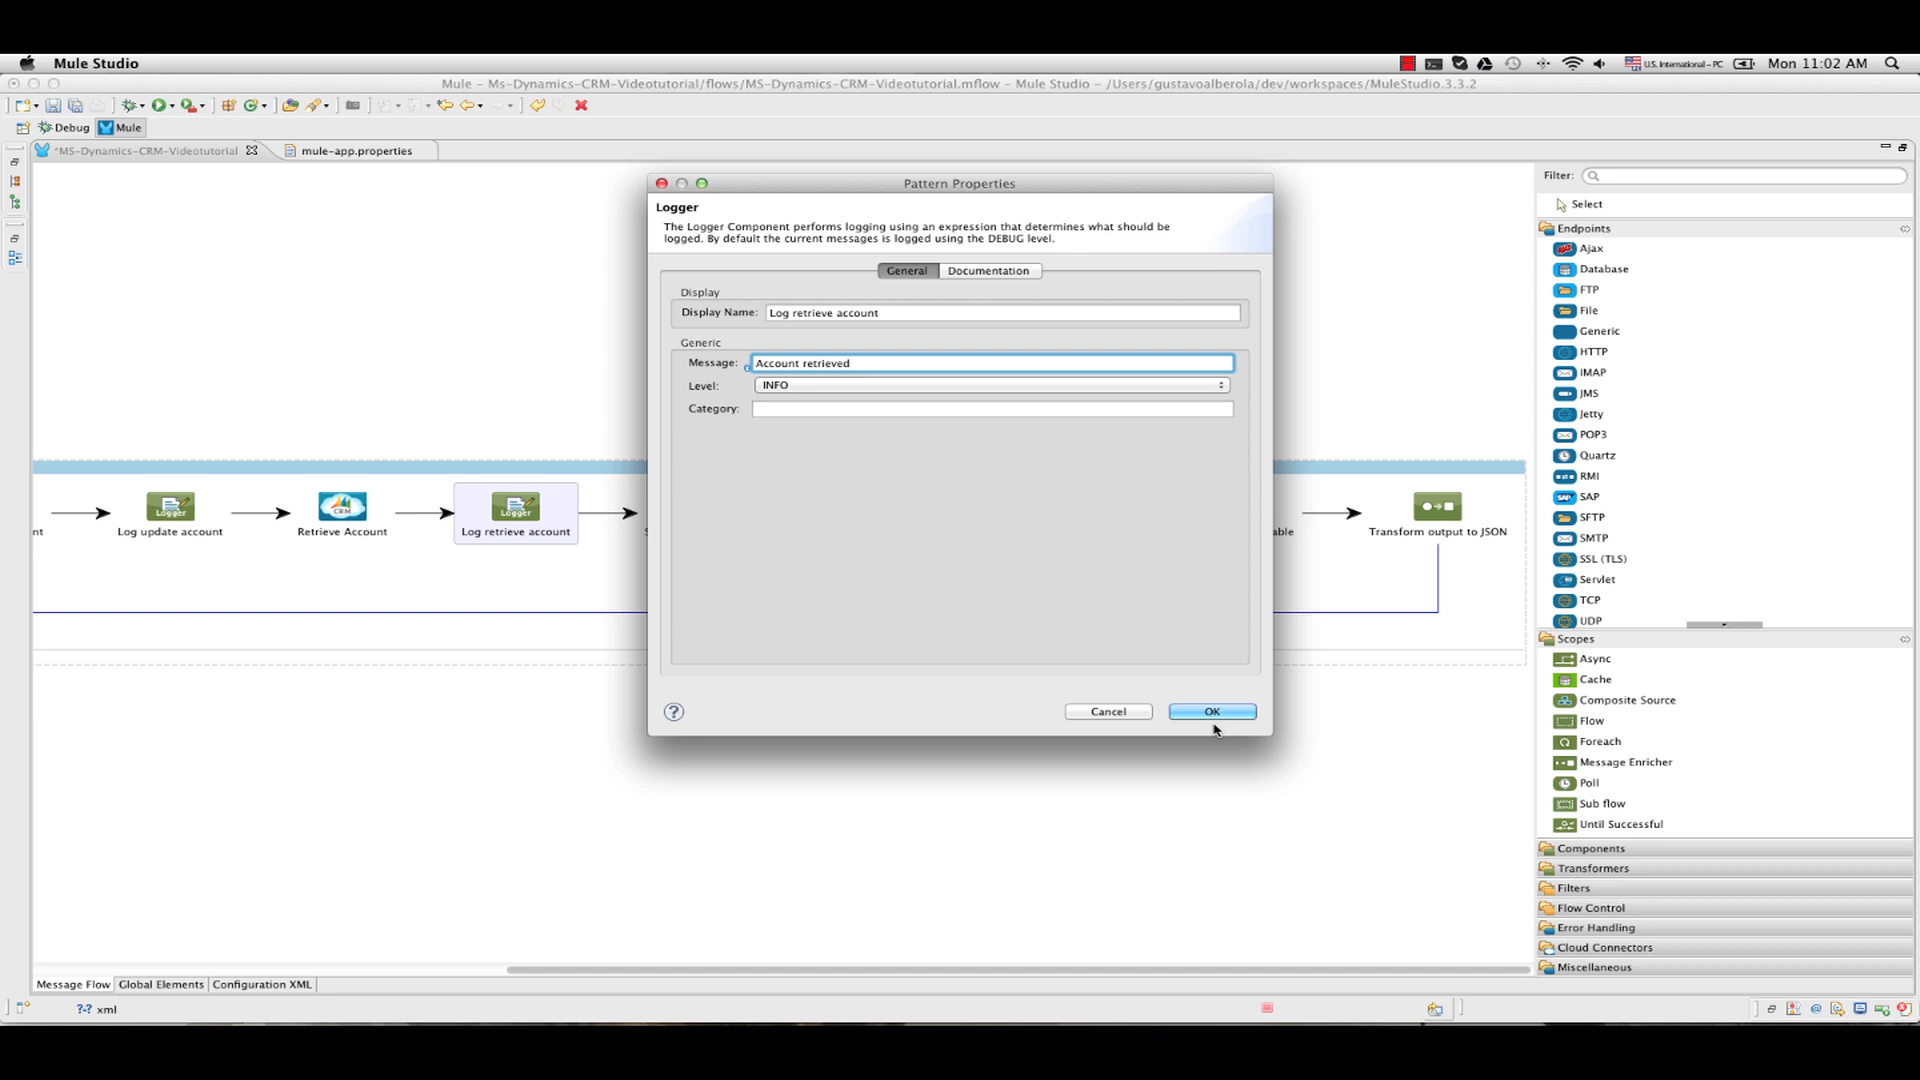 Mule Studio
U.S. International - PC
Mon 11:02 AM
Mule - Ms-Dynamics-CRM-Videotutorial/flows/MS-Dynamics-CRM-Videotutorial.mflow - Mule Studio - /Users/gustavoalberola/dev/workspaces/MuleStudio.3.3.2
Debug
Mule
*MS-Dynamics-CRM-Videotutorial
mule-app.properties
Pattern Properties
Logger
The Logger Component performs logging using an expression that determines what should be
logged. By default the current messages is logged using the DEBUG level.
General
Documentation
Display
Display Name: Log retrieve account
Generic
Message: Account retrieved
Level: INFO
Category:
Cancel
OK
nt
Logger
Log update account
CRM
Retrieve Account
Logger
Log retrieve account
able
Transform output to JSON
Filter:
Select
Endpoints
Ajax
Database
FTP
File
Generic
HTTP
IMAP
JMS
Jetty
POP3
Quartz
RMI
SAP
SFTP
SMTP
SSL (TLS)
Servlet
TCP
UDP
Scopes
Async
Cache
Composite Source
Flow
Foreach
Message Enricher
Poll
Sub flow
Until Successful
Components
Transformers
Filters
Flow Control
Error Handling
Cloud Connectors
Miscellaneous
Message Flow
Global Elements
Configuration XML
?-? xml